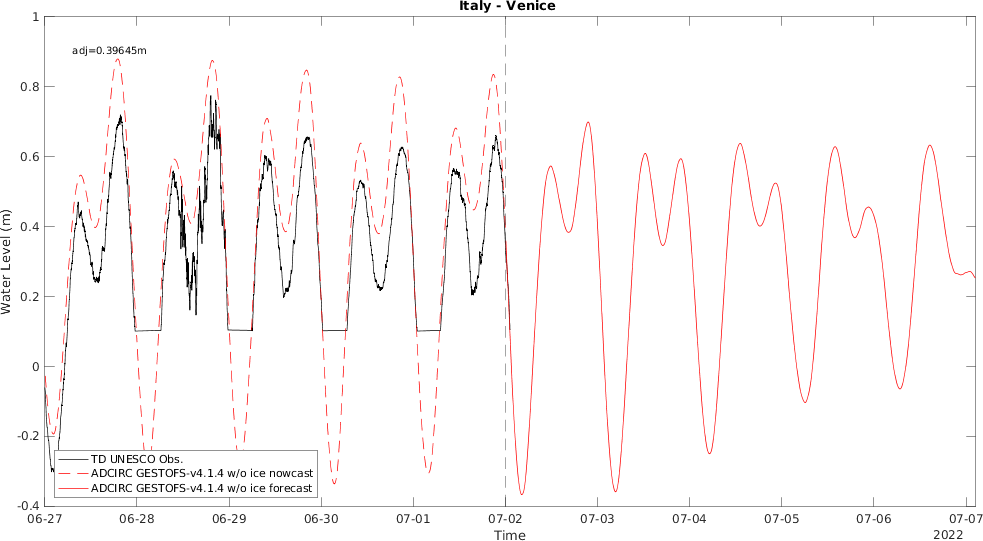 Italy - Venice
adj=0.39645m
Water Level (m)
1
0.8
0.6
0.4
0.2
0
-0.2
-0.4
TD UNESCO Obs.
ADCIRC GESTOFS-v4.1.4 w/o ice nowcast
ADCIRC GESTOFS-v4.1.4 w/o ice forecast
06-27 06-28 06-29 06-30 07-01 07-02 07-03 07-04 07-05 07-06 07-07
Time
2022